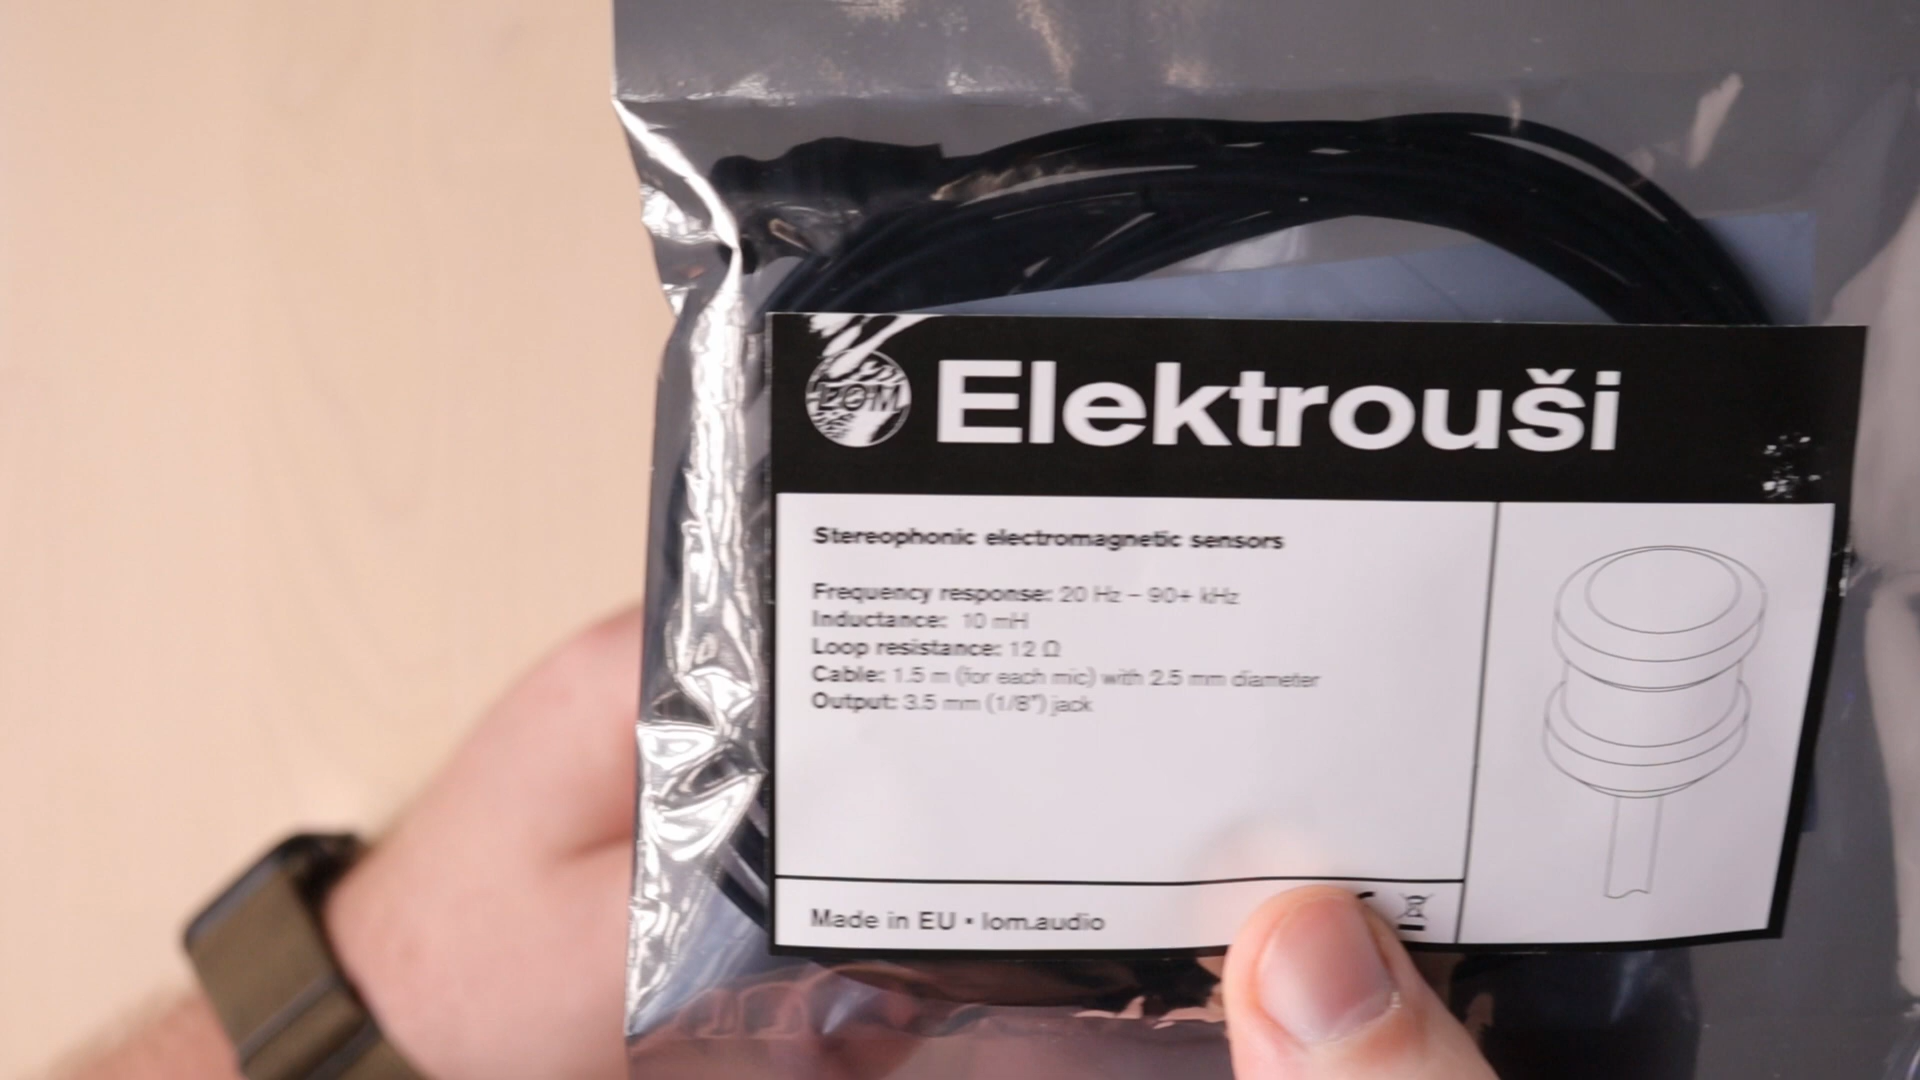 LOM
Elektrouši
Stereophonic electromagnetic sensors
Frequency response: 20 Hz – 90+ kHz
Inductance: 10 mH
Loop resistance: 12 Ω
Cable: 1.5 m (for each mic) with 2.5 mm diameter
Output: 3.5 mm (1/8") jack
Made in EU • lom.audio